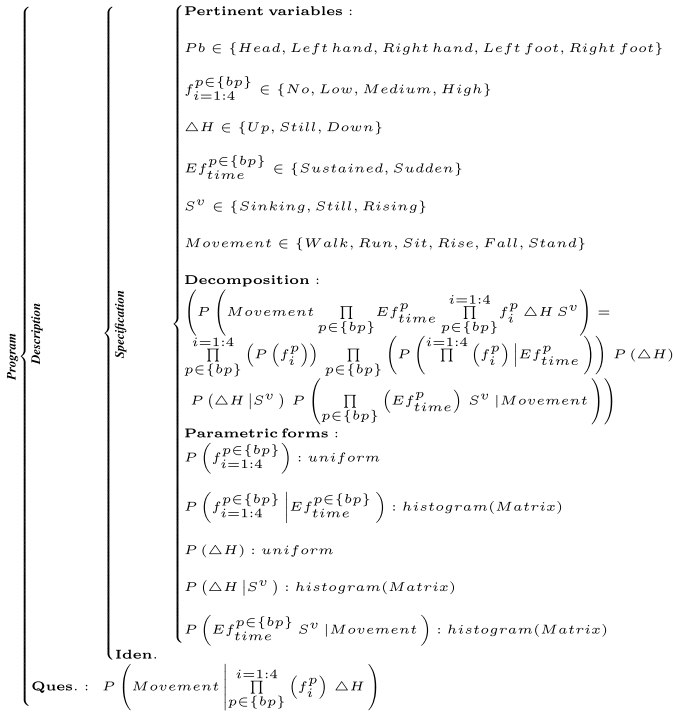 Program
Description
Specification
Pertinent variables :
Pb ∈ {Head, Left hand, Right hand, Left foot, Right foot}
f_{i=1:4}^{p∈{bp}} ∈ {No, Low, Medium, High}
△H ∈ {Up, Still, Down}
Ef_{time}^{p∈{bp}} ∈ {Sustained, Sudden}
S^v ∈ {Sinking, Still, Rising}
Movement ∈ {Walk, Run, Sit, Rise, Fall, Stand}
Decomposition :
(P (Movement ∏_{p∈{bp}} Ef_{time}^p ∏_{p∈{bp}}^{i=1:4} f_i^p △H S^v) =
∏_{p∈{bp}}^{i=1:4} (P (f_i^p)) ∏_{p∈{bp}} (P (∏^{i=1:4} (f_i^p) | Ef_{time}^p)) P (△H)
P (△H | S^v) P (∏_{p∈{bp}} (Ef_{time}^p) S^v | Movement))
Parametric forms :
P (f_{i=1:4}^{p∈{bp}}) : uniform
P (f_{i=1:4}^{p∈{bp}} | Ef_{time}^{p∈{bp}}) : histogram(Matrix)
P (△H) : uniform
P (△H | S^v) : histogram(Matrix)
P (Ef_{time}^{p∈{bp}} S^v | Movement) : histogram(Matrix)
Iden.
Ques. : P (Movement | ∏_{p∈{bp}}^{i=1:4} (f_i^p) △H)